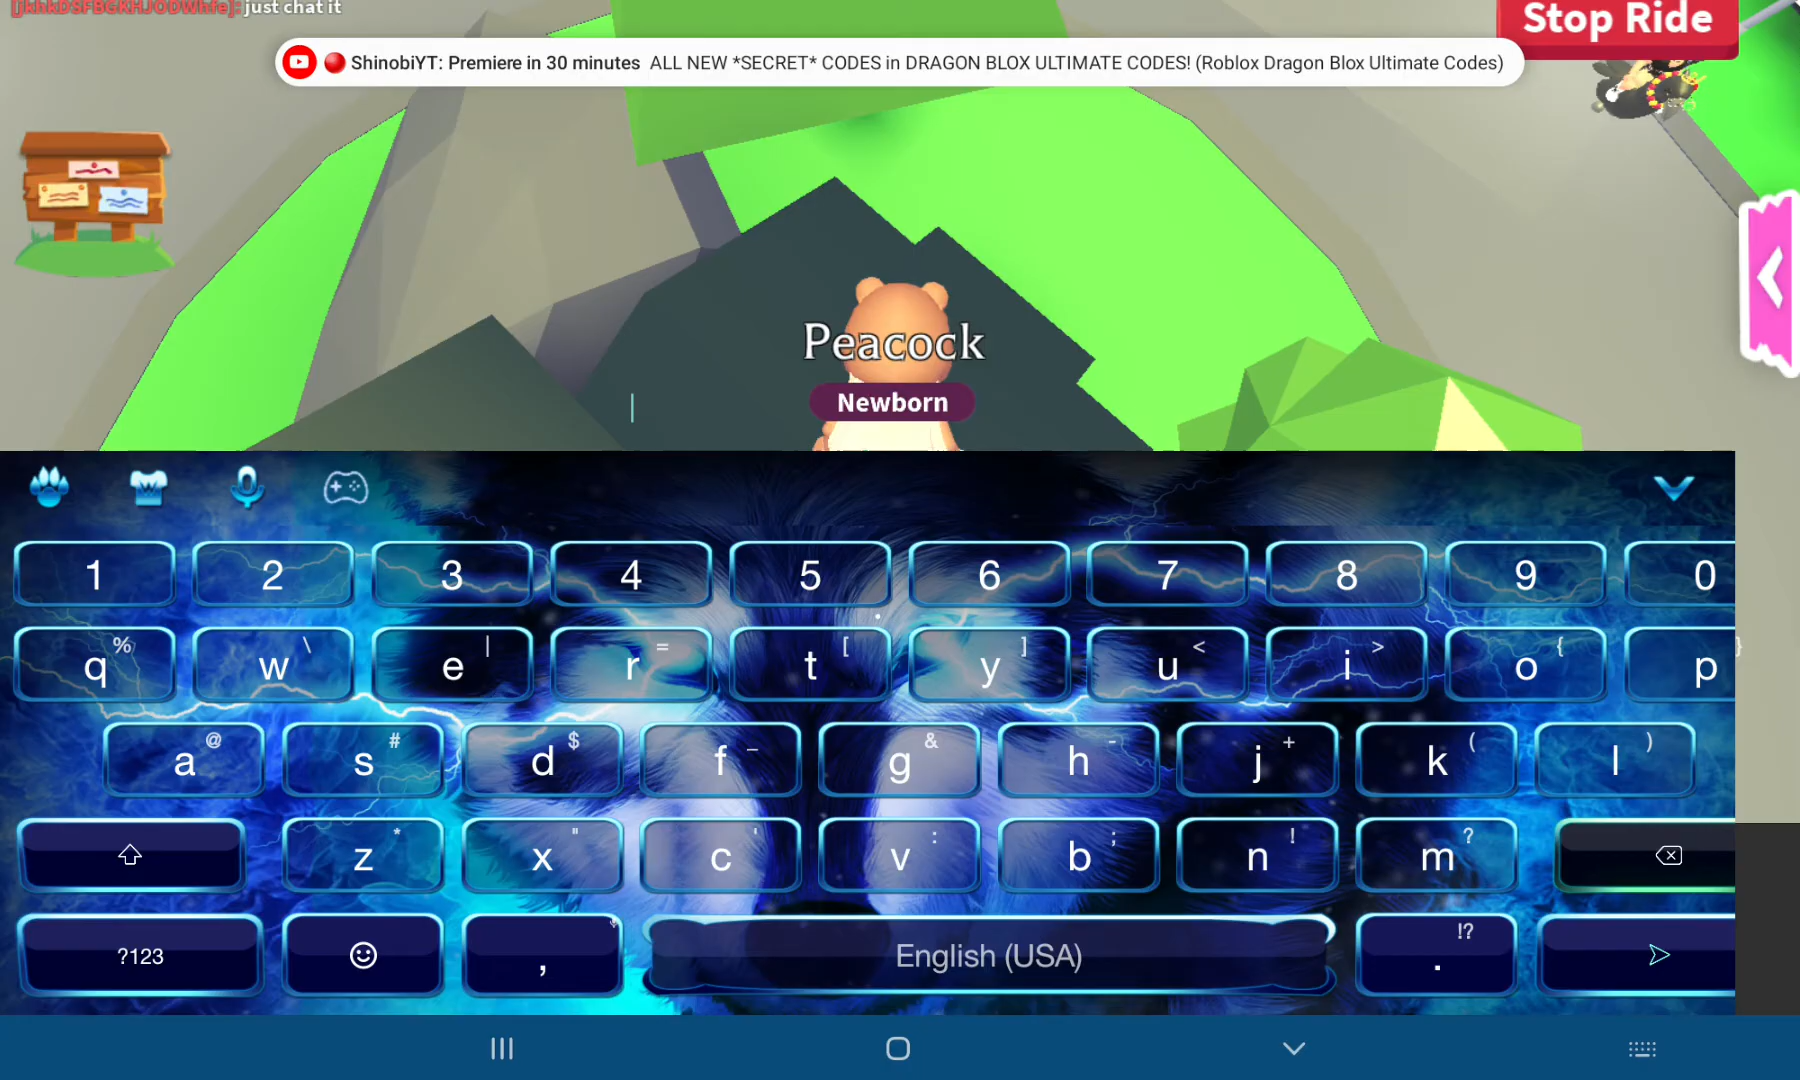 [jkhkDSFBGKHJODWhfe]: just chat it
Stop Ride
ShinobiYT: Premiere in 30 minutes ALL NEW *SECRET* CODES in DRAGON BLOX ULTIMATE CODES! (Roblox Dragon Blox Ultimate Codes)
Peacock
Newborn
1 2 3 4 5 6 7 8 9 0
% \ | = [ ] < > { }
q w e r t y u i o p
@ # $ _ & - + ( )
a s d f g h j k l
* " ' : ; ! ?
z x c v b n m
!?
?123 , English (USA) .